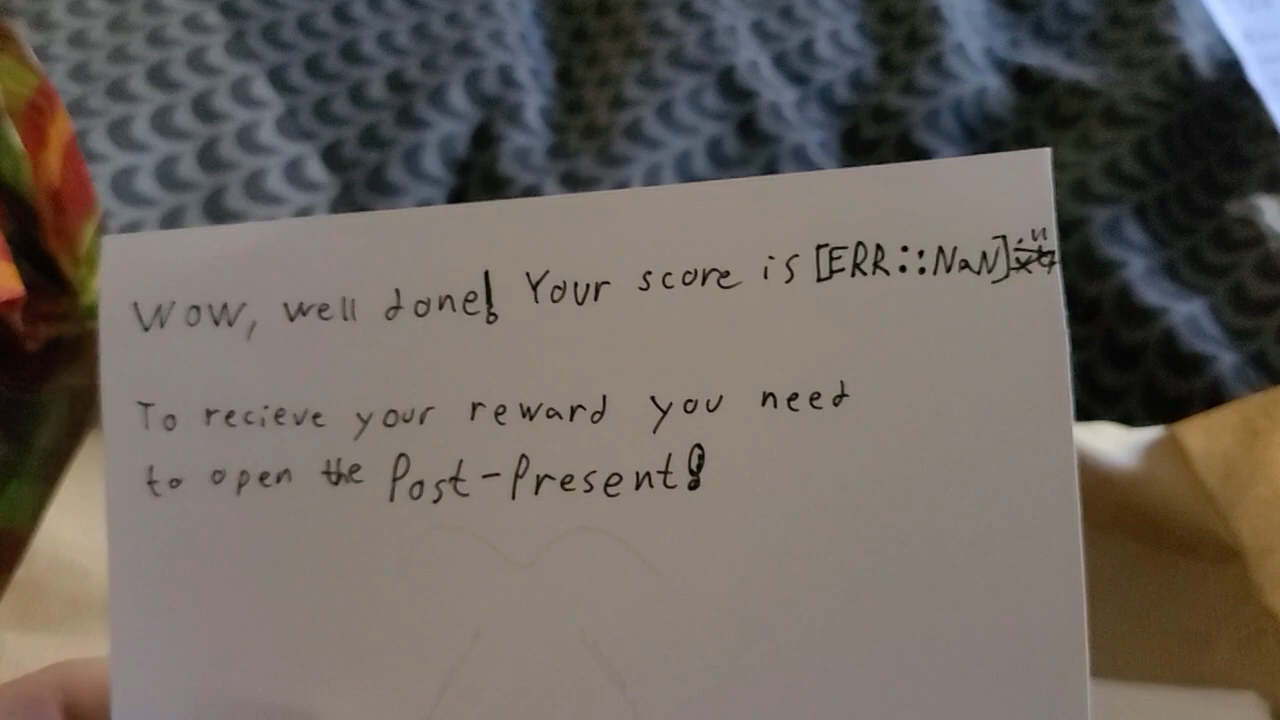 Wow, well done! Your score is [ERR::NaN]
To recieve your reward you need
to open the Post-Present!